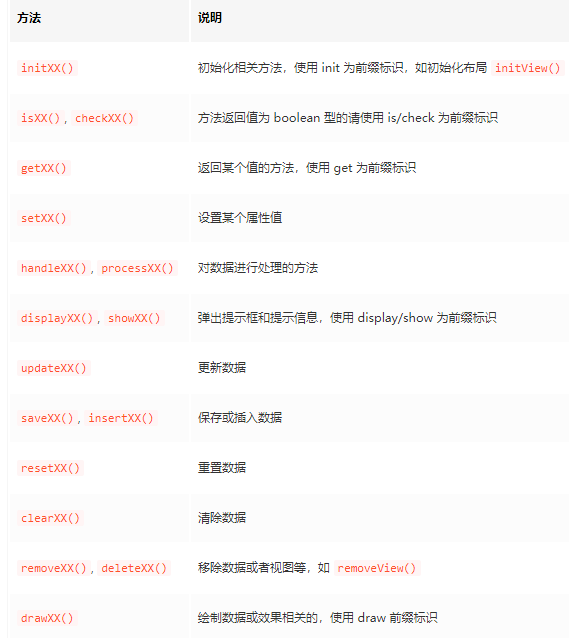 方法 说明
initXX() 初始化相关方法，使用 init 为前缀标识，如初始化布局 initView()
isXX(), checkXX() 方法返回值为 boolean 型的请使用 is/check 为前缀标识
getXX() 返回某个值的方法，使用 get 为前缀标识
setXX() 设置某个属性值
handleXX(), processXX() 对数据进行处理的方法
displayXX(), showXX() 弹出提示框和提示信息，使用 display/show 为前缀标识
updateXX() 更新数据
saveXX(), insertXX() 保存或插入数据
resetXX() 重置数据
clearXX() 清除数据
removeXX(), deleteXX() 移除数据或者视图等，如 removeView()
drawXX() 绘制数据或效果相关的，使用 draw 前缀标识